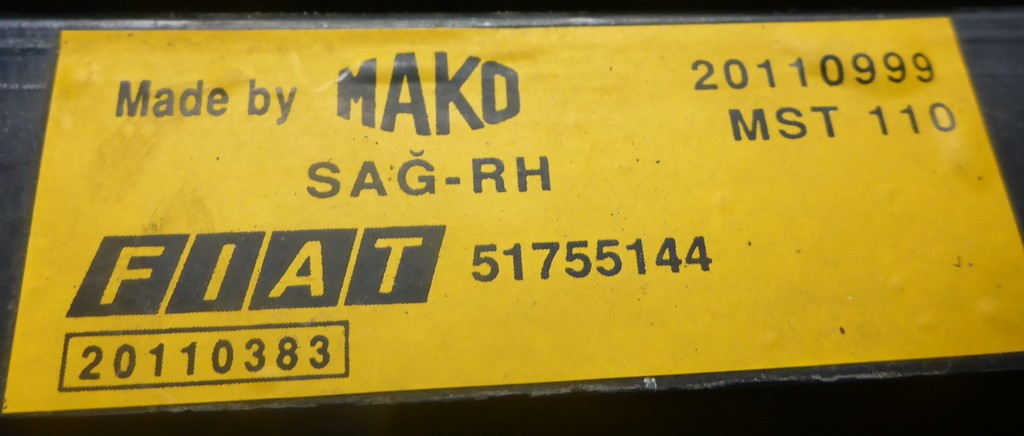 Made by MAKO 20110999
MST 110
SAĞ-RH
FIAT 51755144
20110383